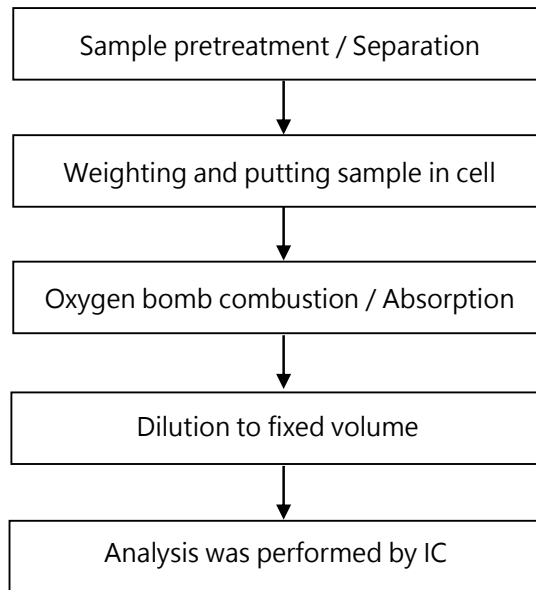 Sample pretreatment / Separation
Weighting and putting sample in cell
Oxygen bomb combustion / Absorption
Dilution to fixed volume
Analysis was performed by IC